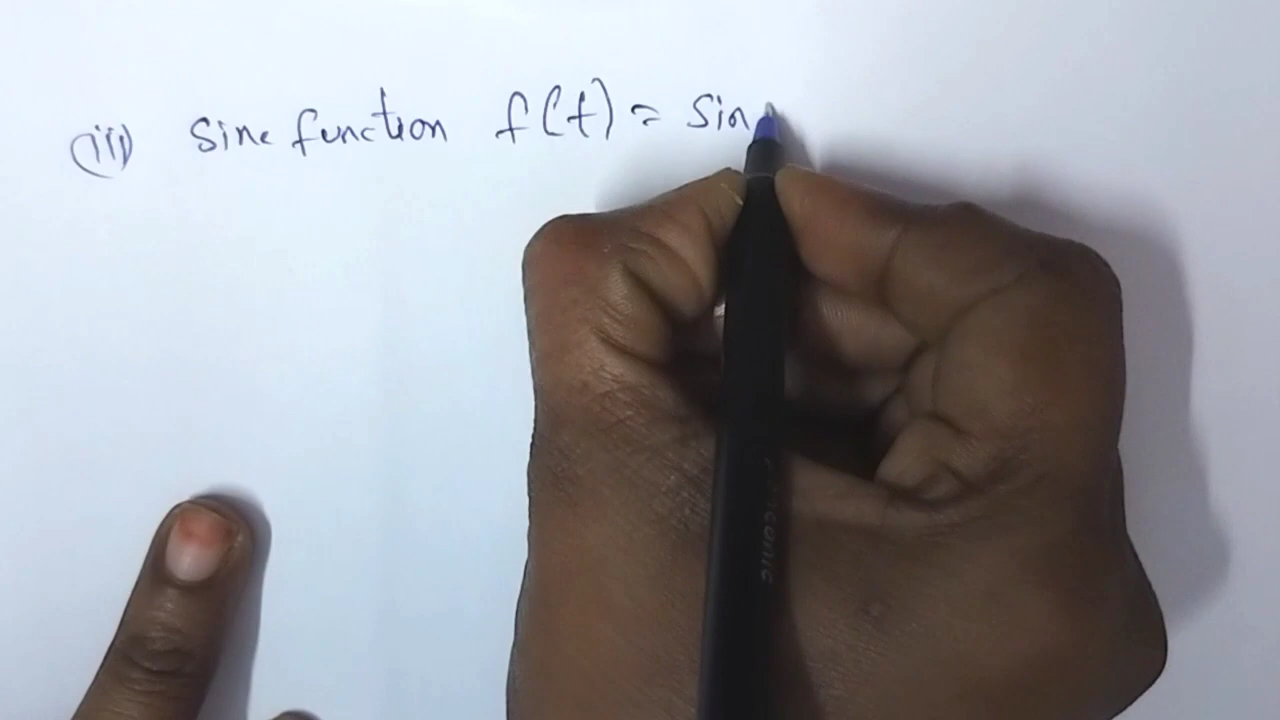 (iii) Sine function f(t) = Sin